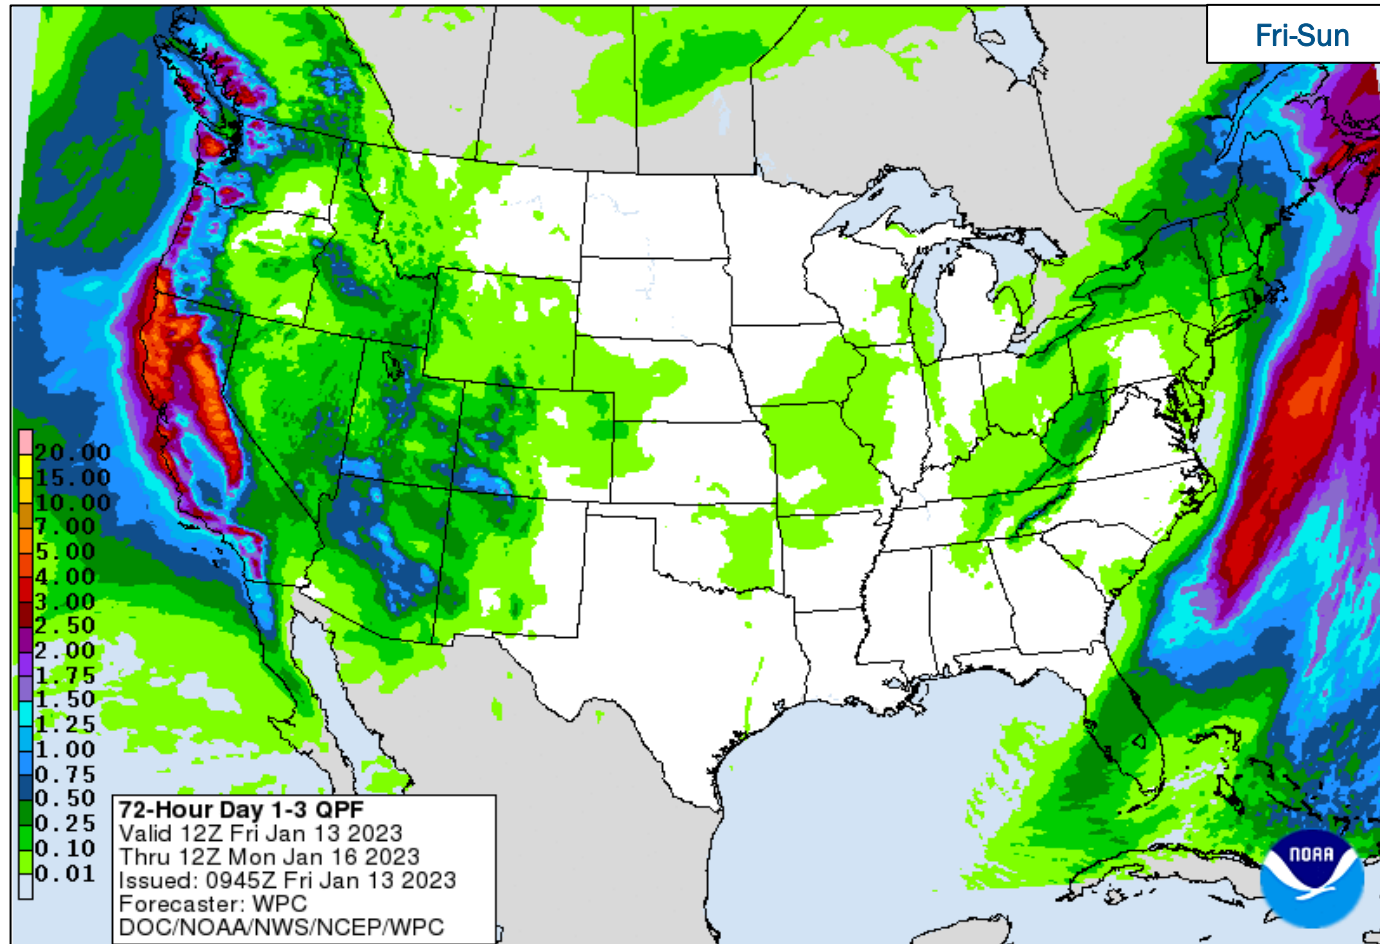 Fri-Sun
20.00
15.00
10.00
7.00
5.00
4.00
3.00
2.50
2.00
1.75
1.50
1.25
1.00
0.75
0.50
0.25
0.10
0.01
72-Hour Day 1-3 QPF
Valid 12Z Fri Jan 13 2023
Thru 12Z Mon Jan 16 2023
Issued: 0945Z Fri Jan 13 2023
Forecaster: WPC
DOC/NOAA/NWS/NCEP/WPC
NOAA